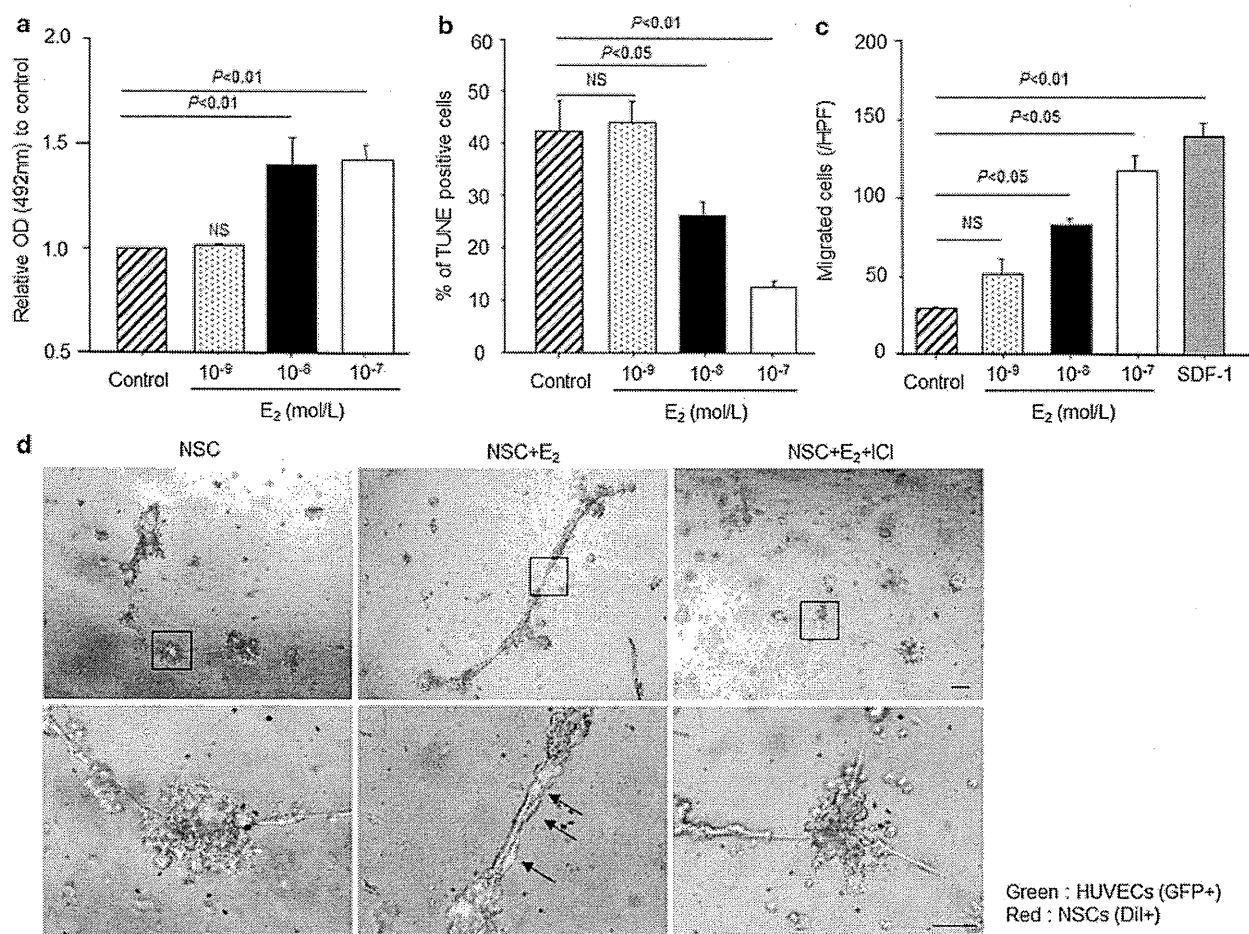 a
Relative OD (492nm) to control
2.0
1.5
1.0
0.5
P<0.01
P<0.01
NS
Control
10-9
10-8
10-7
E2 (mol/L)
b
% of TUNE positive cells
60
50
40
30
20
10
0
P<0.01
P<0.05
NS
Control
10-9
10-8
10-7
E2 (mol/L)
c
Migrated cells (/HPF)
200
150
100
50
0
P<0.01
P<0.05
P<0.05
NS
Control
10-9
10-8
10-7
SDF-1
E2 (mol/L)
d
NSC
NSC+E2
NSC+E2+ICI
Green : HUVECs (GFP+)
Red : NSCs (DiI+)